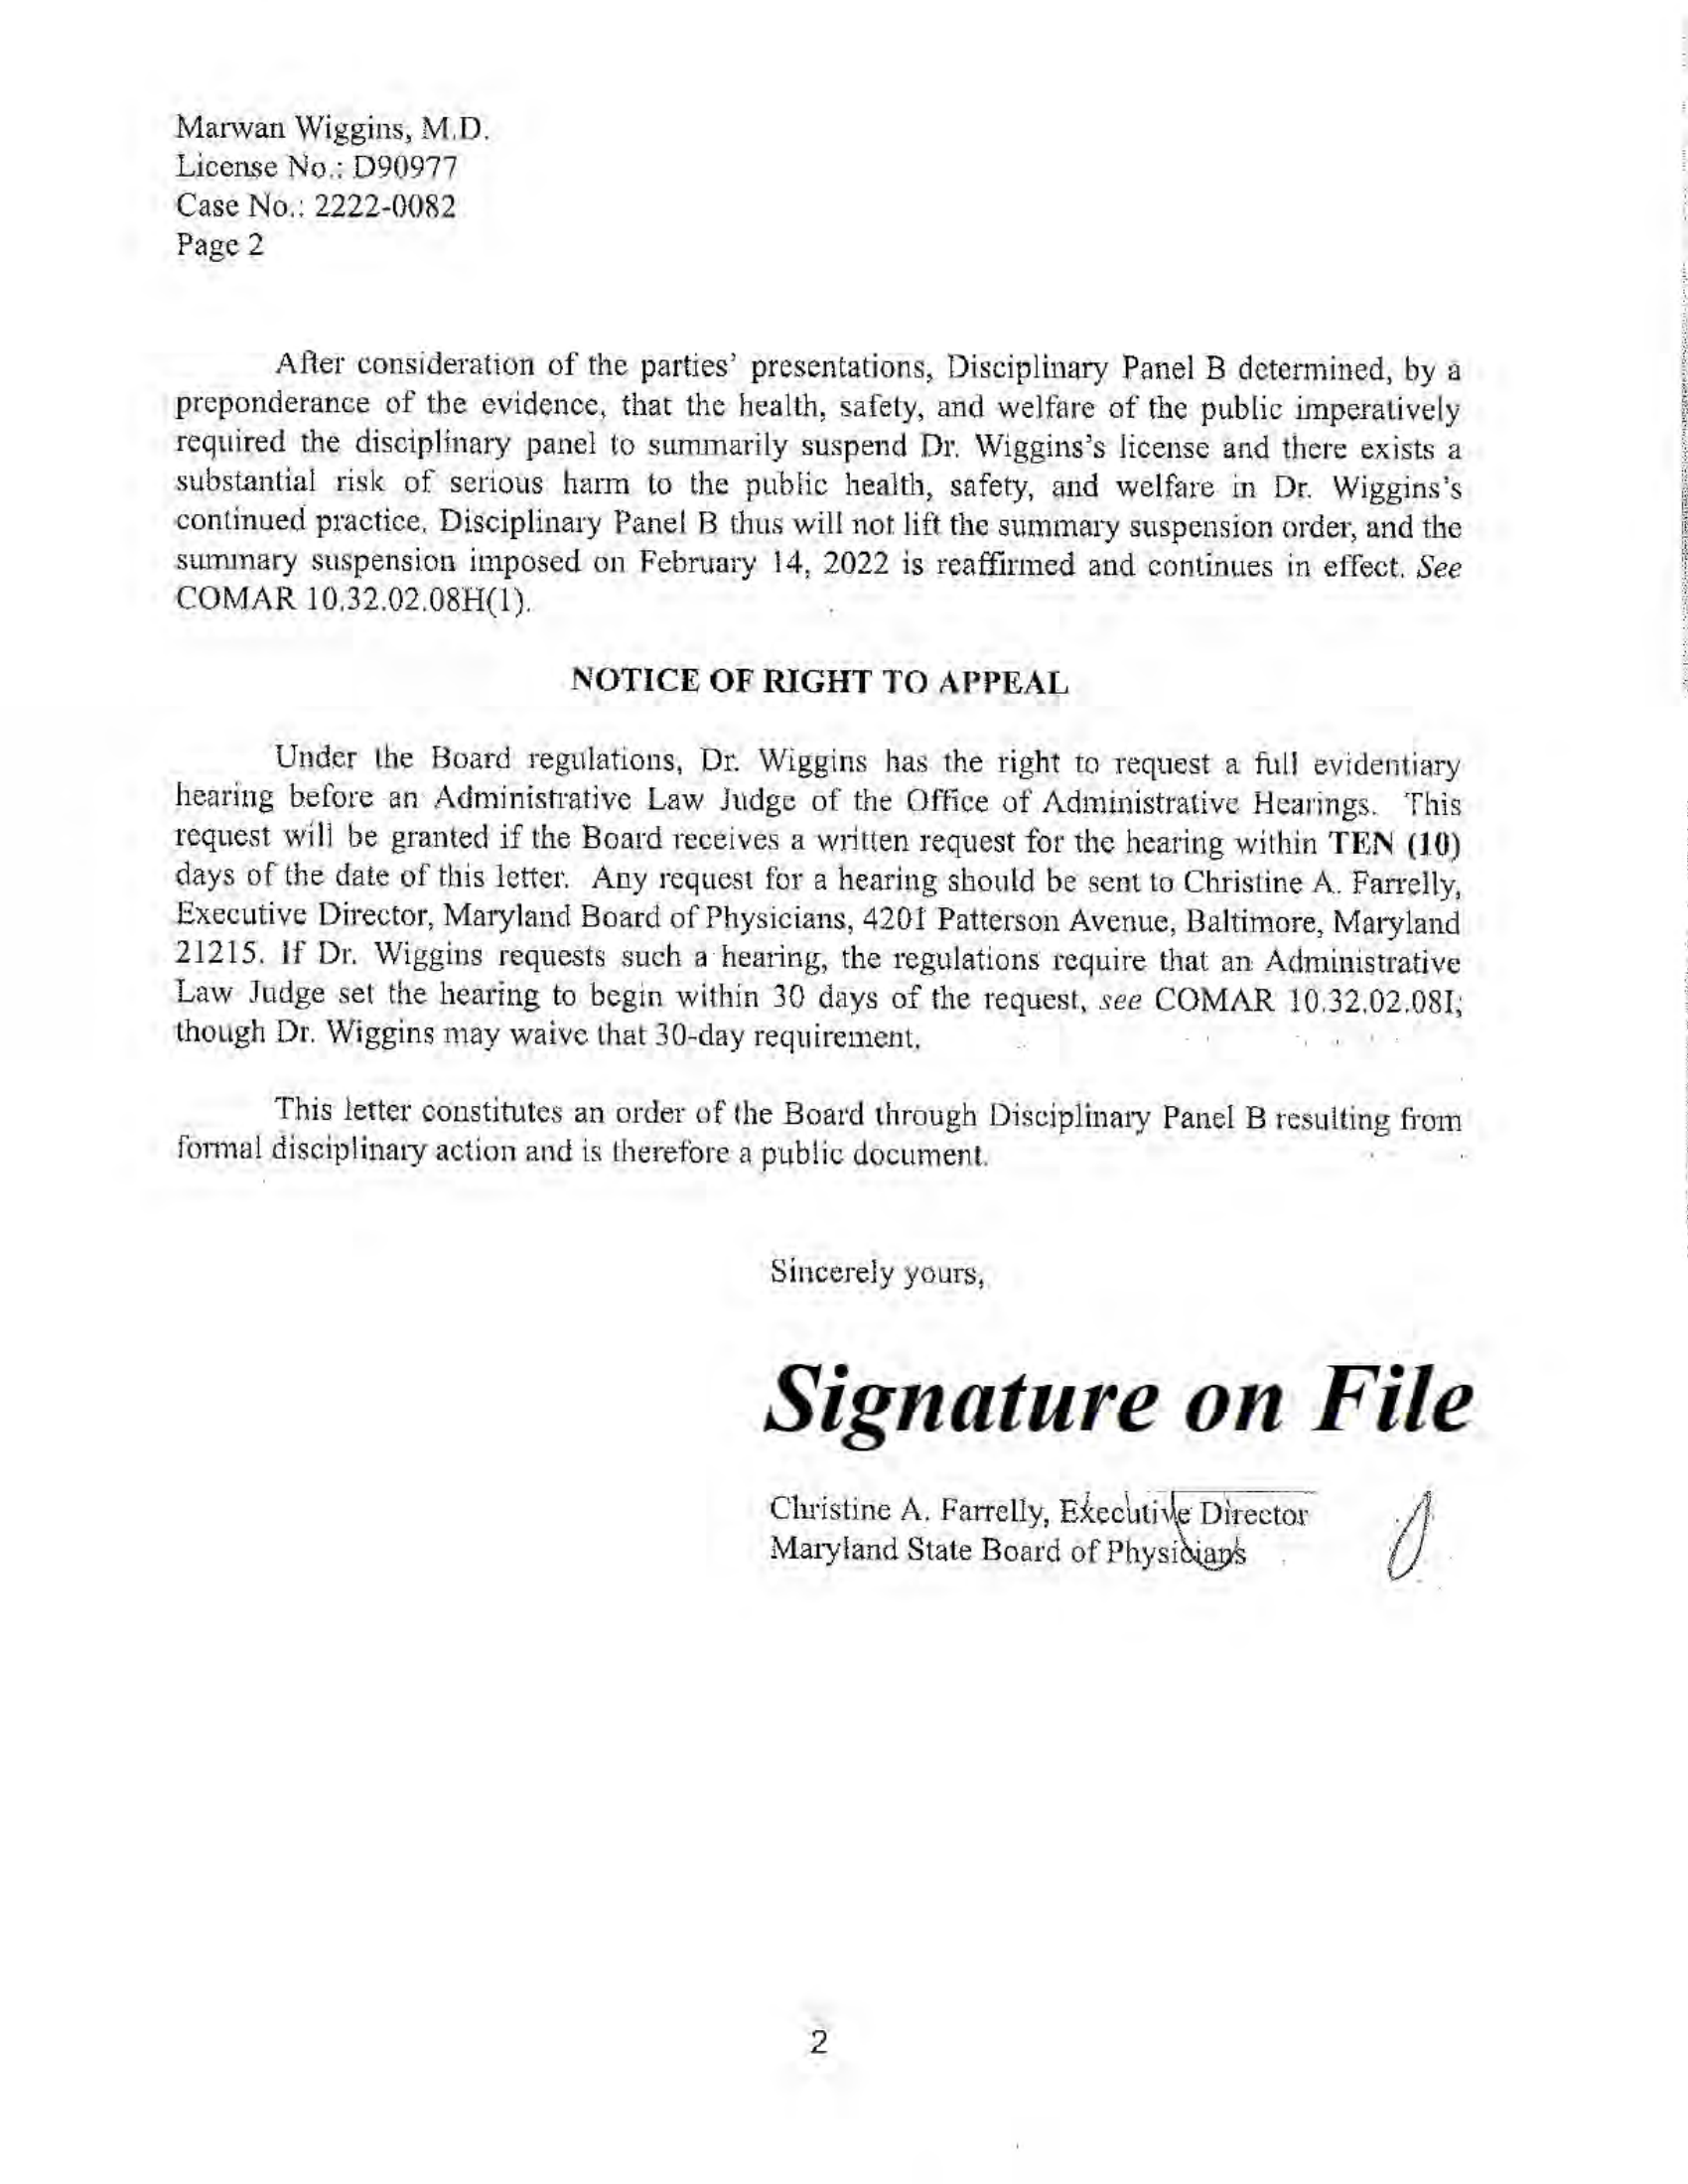 Marwan Wiggins, M.D.
License No.: D90977
Case No.: 2222-0082
Page 2
After consideration of the parties' presentations, Disciplinary Panel B determined, by a
preponderance of the evidence, that the health, safety, and welfare of the public imperatively
required the disciplinary panel to summarily suspend Dr. Wiggins's license and there exists a
substantial risk of serious harm to the public health, safety, and welfare in Dr. Wiggins's
continued practice. Disciplinary Panel B thus will not lift the summary suspension order, and the
summary suspension imposed on February 14, 2022 is reaffirmed and continues in effect. See
COMAR 10.32.02.08H(1).
NOTICE OF RIGHT TO APPEAL
Under the Board regulations, Dr. Wiggins has the right to request a full evidentiary
hearing before an Administrative Law Judge of the Office of Administrative Hearings. This
request will be granted if the Board receives a written request for the hearing within TEN (10)
days of the date of this letter. Any request for a hearing should be sent to Christine A. Farrelly,
Executive Director, Maryland Board of Physicians, 4201 Patterson Avenue, Baltimore, Maryland
21215. If Dr. Wiggins requests such a hearing, the regulations require that an Administrative
Law Judge set the hearing to begin within 30 days of the request, see COMAR 10.32.02.08I;
though Dr. Wiggins may waive that 30-day requirement.
This letter constitutes an order of the Board through Disciplinary Panel B resulting from
formal disciplinary action and is therefore a public document.
Sincerely yours,
Signature on File
Christine A. Farrelly, Executive Director
Maryland State Board of Physicians
2